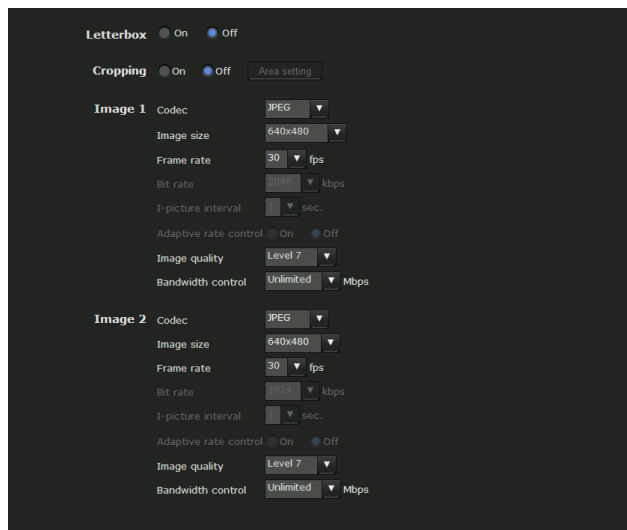 Letterbox On Off
Cropping On Off Area setting
Image 1 Codec JPEG
Image size 640x480
Frame rate 30 fps
Bit rate 2048 kbps
I-picture interval 1 sec.
Adaptive rate control On Off
Image quality Level 7
Bandwidth control Unlimited Mbps
Image 2 Codec JPEG
Image size 640x480
Frame rate 30 fps
Bit rate 1024 kbps
I-picture interval 1 sec.
Adaptive rate control On Off
Image quality Level 7
Bandwidth control Unlimited Mbps